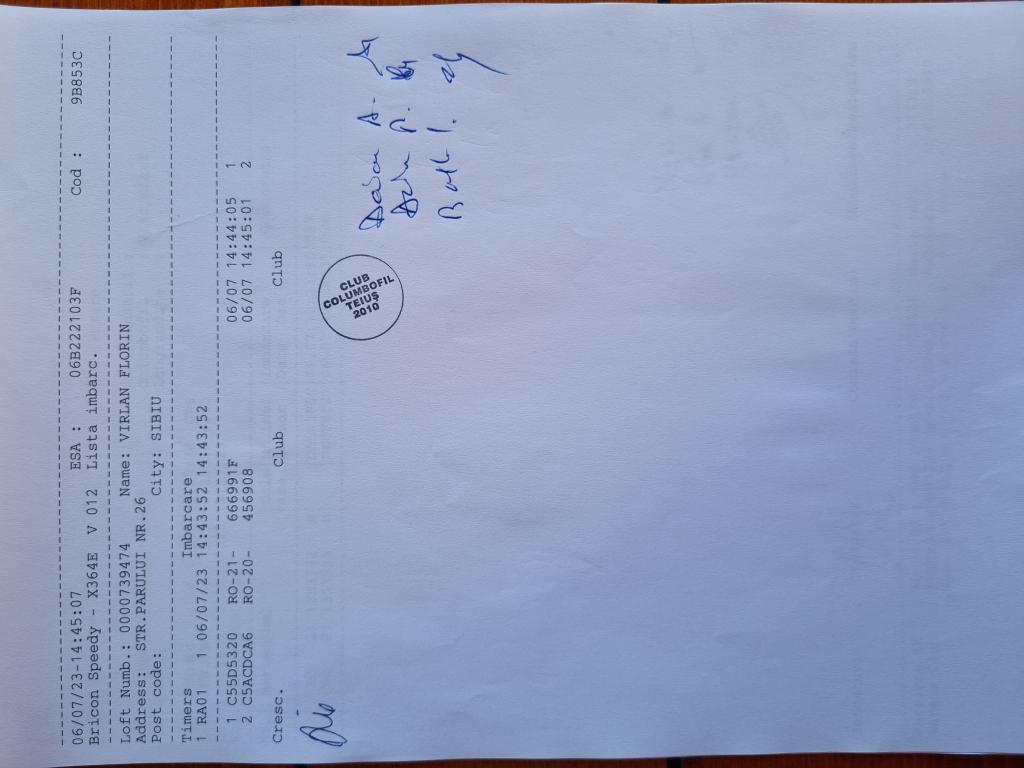 --------------------------------------------------------------------------------
06/07/23-14:45:07 ESA : 06B222103F Cod : 9B853C
Bricon Speedy - X364E V 012 Lista imbarc.
--------------------------------------------------------------------------------
Loft Numb.: 0000739474 Name: VIRLAN FLORIN
Address: STR.PARULUI NR.26
Post code: City: SIBIU
--------------------------------------------------------------------------------
Timers Imbarcare
1 RA01 1 06/07/23 14:43:52 14:43:52
--------------------------------------------------------------------------------
1 C55D5320 RO-21- 666991F 06/07 14:44:05 1
2 C5ACDCA6 RO-20- 456908 06/07 14:45:01 2
Cresc. Club Club
CLUB
COLUMBOFIL
TEIUȘ
2010